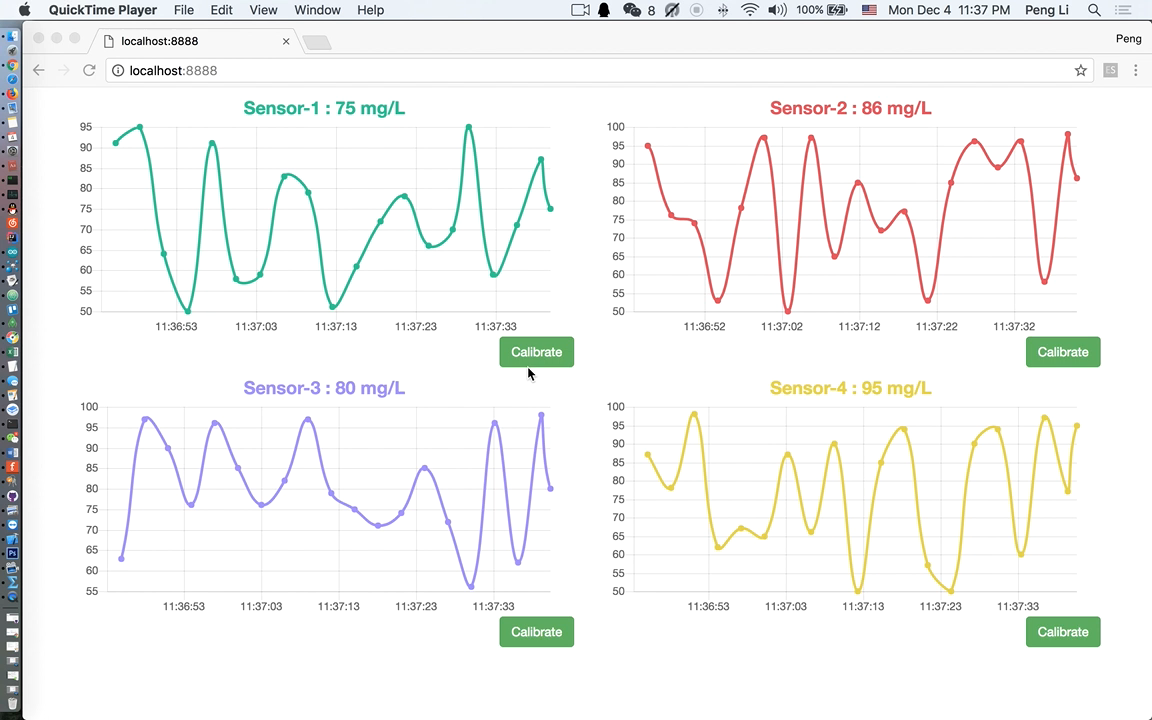 QuickTime Player File Edit View Window Help 8 100% Mon Dec 4 11:37 PM Peng Li
localhost:8888 Peng
localhost:8888 ES
Sensor-1 : 75 mg/L
95
90
85
80
75
70
65
60
55
50
11:36:53 11:37:03 11:37:13 11:37:23 11:37:33
Calibrate
Sensor-2 : 86 mg/L
100
95
90
85
80
75
70
65
60
55
50
11:36:52 11:37:02 11:37:12 11:37:22 11:37:32
Calibrate
Sensor-3 : 80 mg/L
100
95
90
85
80
75
70
65
60
55
11:36:53 11:37:03 11:37:13 11:37:23 11:37:33
Calibrate
Sensor-4 : 95 mg/L
100
95
90
85
80
75
70
65
60
55
50
11:36:53 11:37:03 11:37:13 11:37:23 11:37:33
Calibrate